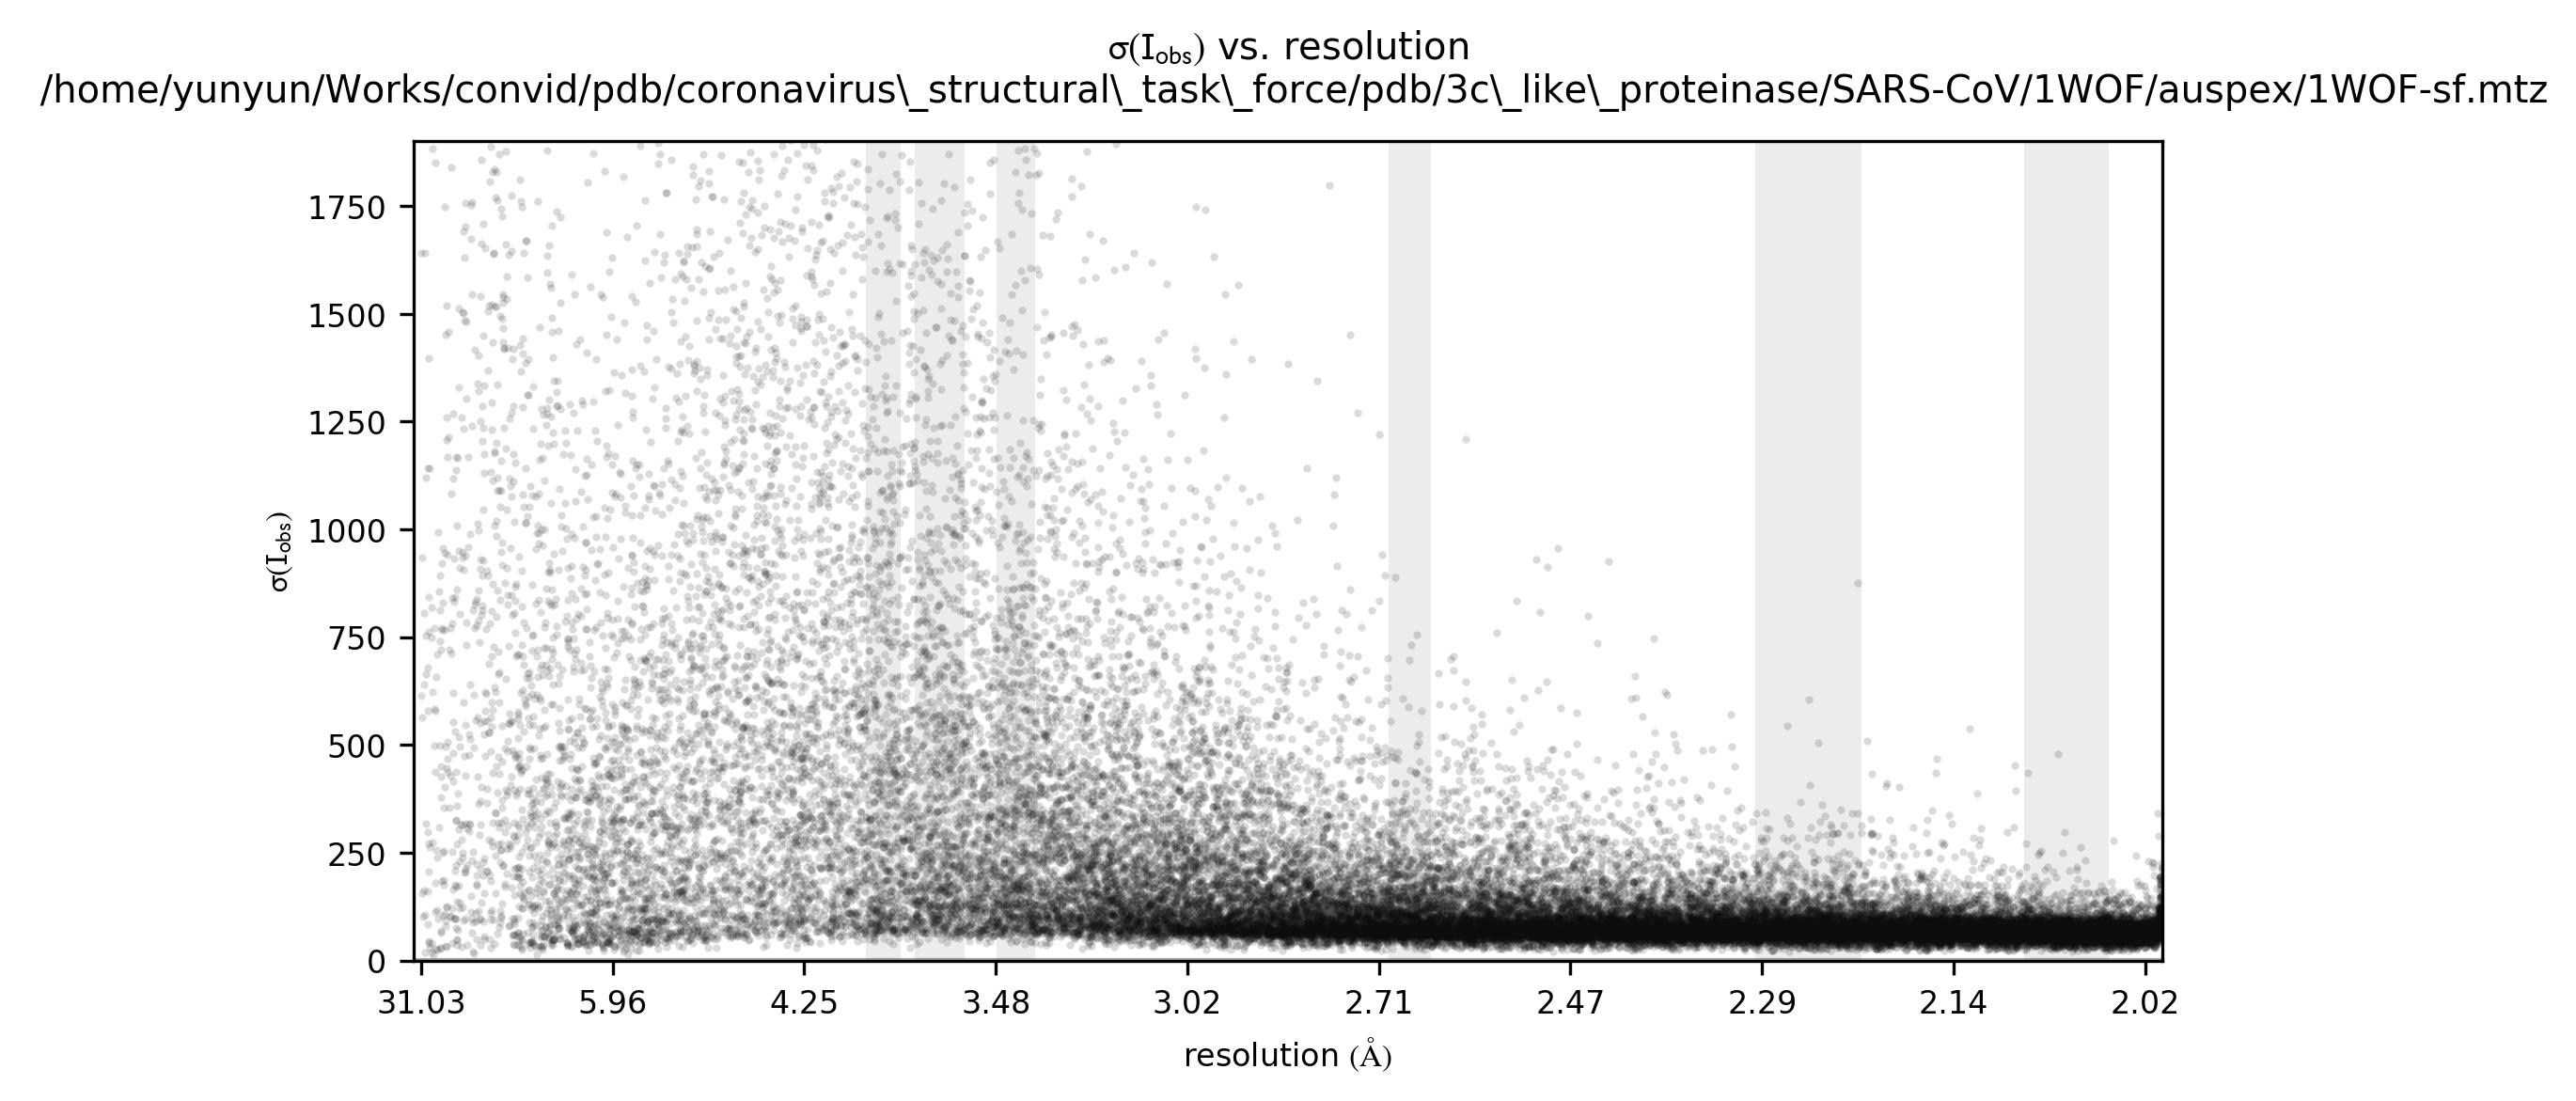 σ(I_obs) vs. resolution
/home/yunyun/Works/convid/pdb/coronavirus\_structural\_task\_force/pdb/3c\_like\_proteinase/SARS-CoV/1WOF/auspex/1WOF-sf.mtz
σ(I_obs)
1750
1500
1250
1000
750
500
250
0
31.03 5.96 4.25 3.48 3.02 2.71 2.47 2.29 2.14 2.02
resolution (Å)